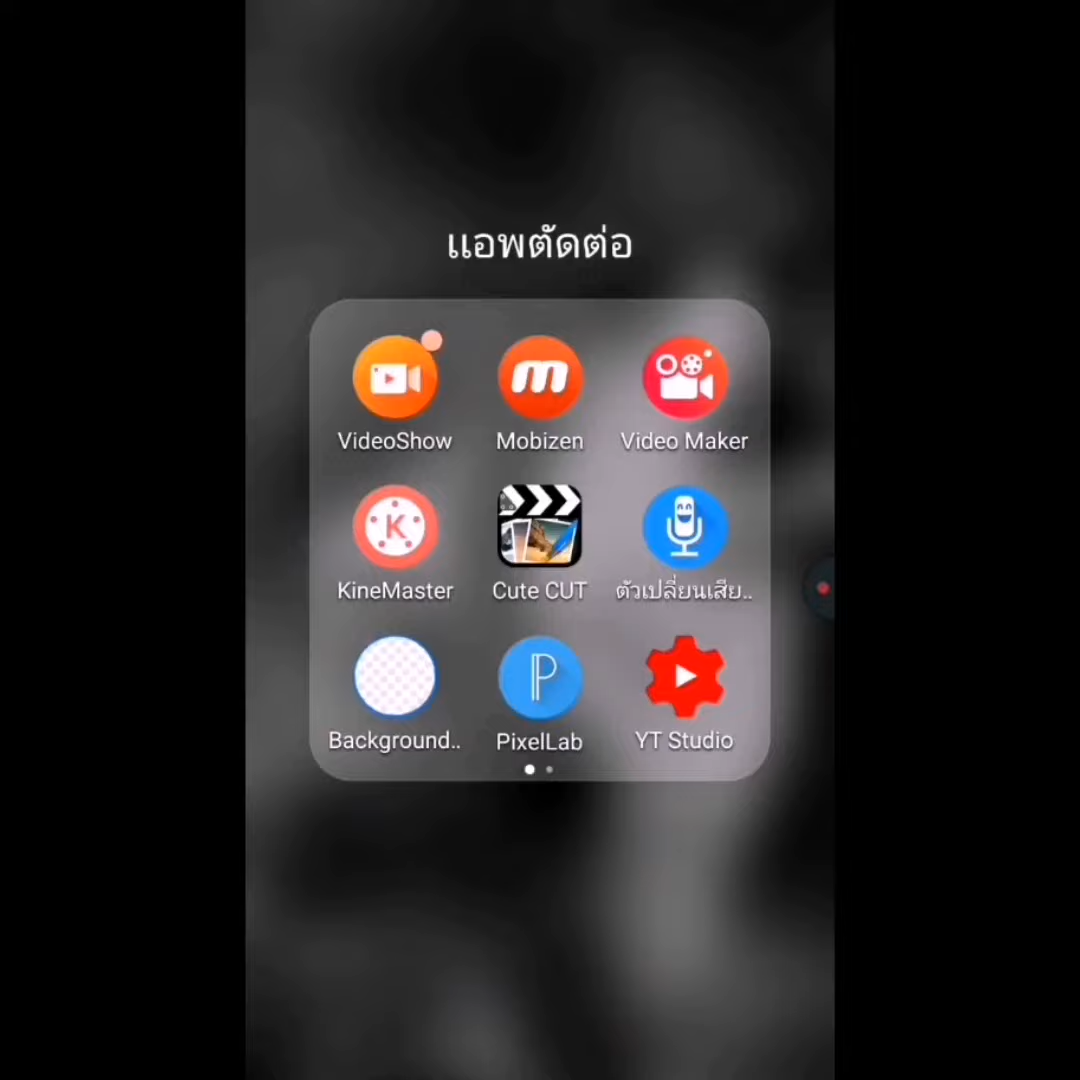 แอพตัดต่อ
VideoShow
Mobizen
Video Maker
KineMaster
Cute CUT
ตัวเปลี่ยนเสีย..
Background..
PixelLab
YT Studio